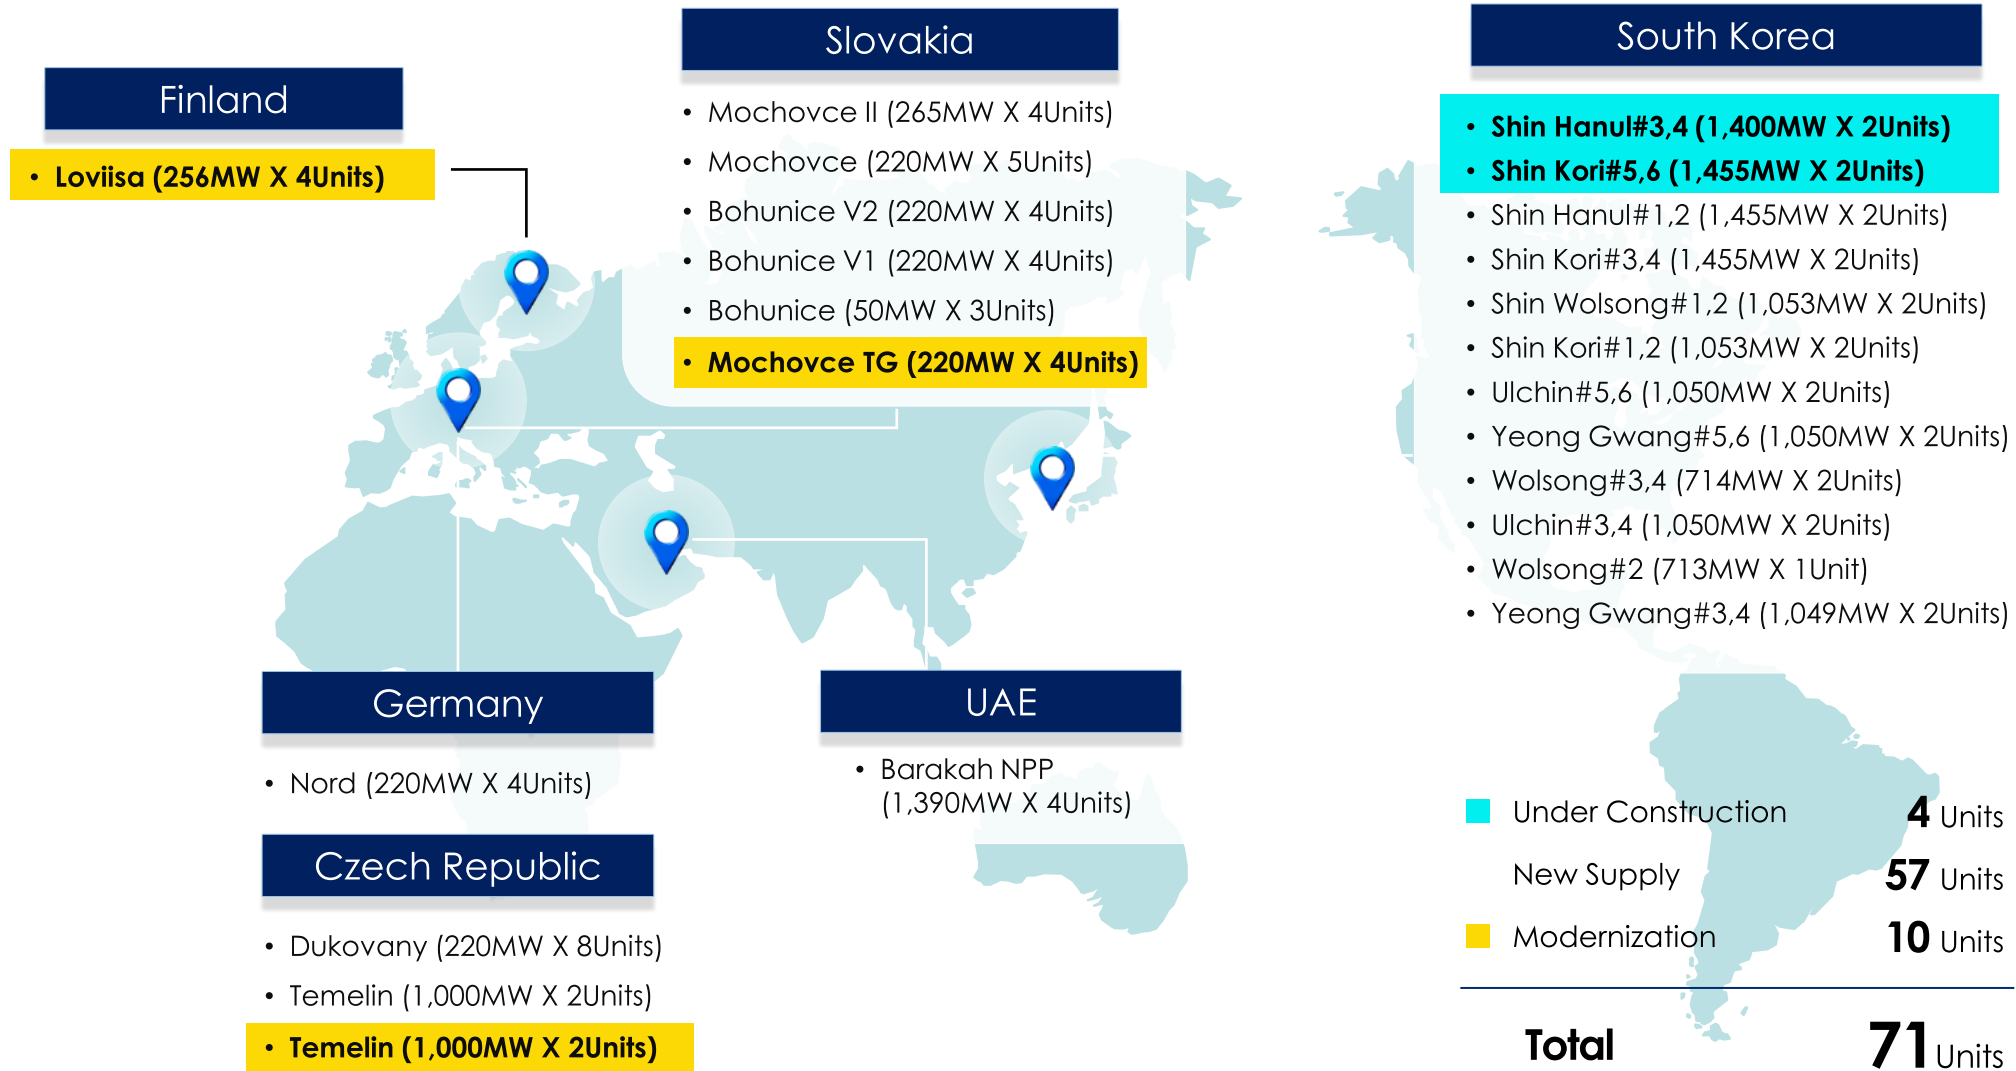 Finland
• Loviisa (256MW X 4Units)
Slovakia
• Mochovce II (265MW X 4Units)
• Mochovce (220MW X 5Units)
• Bohunice V2 (220MW X 4Units)
• Bohunice V1 (220MW X 4Units)
• Bohunice (50MW X 3Units)
• Mochovce TG (220MW X 4Units)
South Korea
• Shin Hanul#3,4 (1,400MW X 2Units)
• Shin Kori#5,6 (1,455MW X 2Units)
• Shin Hanul#1,2 (1,455MW X 2Units)
• Shin Kori#3,4 (1,455MW X 2Units)
• Shin Wolsong#1,2 (1,053MW X 2Units)
• Shin Kori#1,2 (1,053MW X 2Units)
• Ulchin#5,6 (1,050MW X 2Units)
• Yeong Gwang#5,6 (1,050MW X 2Units)
• Wolsong#3,4 (714MW X 2Units)
• Ulchin#3,4 (1,050MW X 2Units)
• Wolsong#2 (713MW X 1Unit)
• Yeong Gwang#3,4 (1,049MW X 2Units)
Germany
• Nord (220MW X 4Units)
Czech Republic
• Dukovany (220MW X 8Units)
• Temelin (1,000MW X 2Units)
• Temelin (1,000MW X 2Units)
UAE
• Barakah NPP
(1,390MW X 4Units)
Under Construction 4 Units
New Supply 57 Units
Modernization 10 Units
Total 71 Units